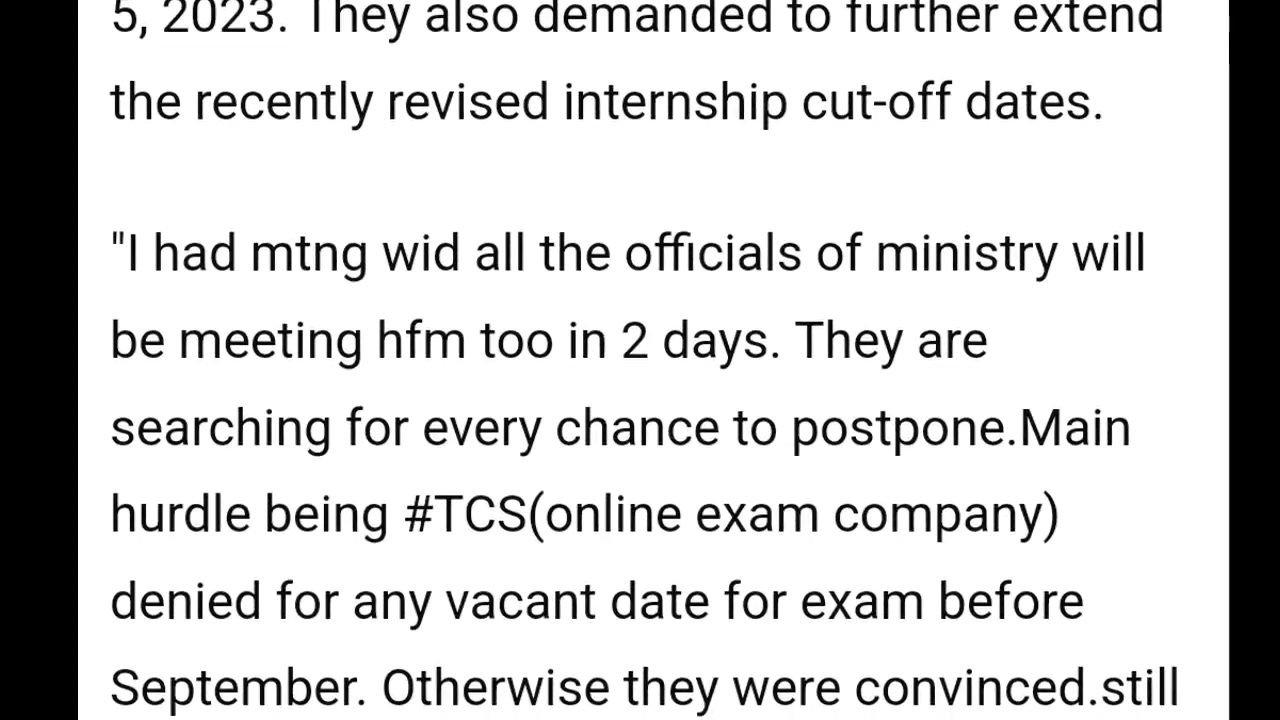 5, 2023. They also demanded to further extend
the recently revised internship cut-off dates.
"I had mtng wid all the officials of ministry will
be meeting hfm too in 2 days. They are
searching for every chance to postpone.Main
hurdle being #TCS(online exam company)
denied for any vacant date for exam before
September. Otherwise they were convinced.still